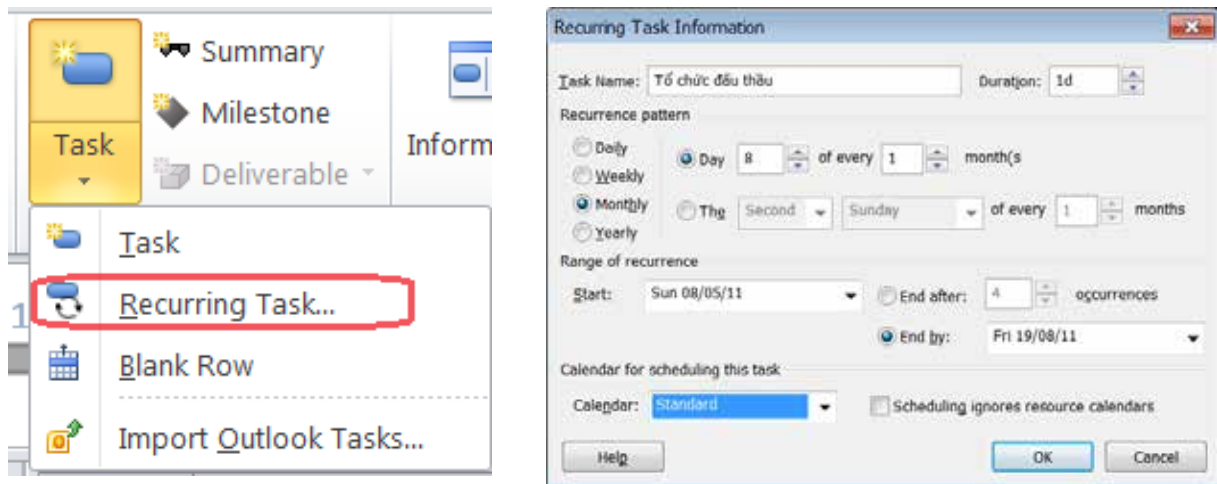 Summary
Milestone
Task
Inform
Deliverable
Task
1
Recurring Task...
Blank Row
Import Outlook Tasks...
Recurring Task Information
Task Name: Tổ chức đấu thầu Duration: 1d
Recurrence pattern
Daily
Weekly
Monthly
Yearly
Day 8 of every 1 month(s
The Second Sunday of every 1 months
Range of recurrence
Start: Sun 08/05/11 End after: 4 occurrences
End by: Fri 19/08/11
Calendar for scheduling this task
Calendar: Standard Scheduling ignores resource calendars
Help OK Cancel